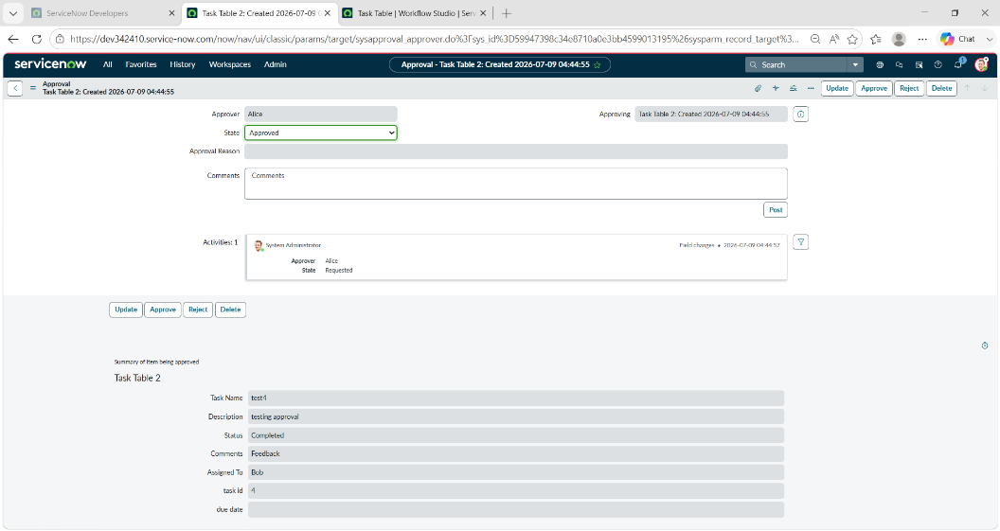 ServiceNow Developers
Task Table 2: Created 2026-07-09 0
Task Table | Workflow Studio | Serv
https://dev342410.service-now.com/now/nav/ui/classic/params/target/sysapproval_approver.do%3Fsys_id%3D59947398c34e8710a0e3bb4599013195%26sysparm_record_target%3...
Chat
servicenow All Favorites History Workspaces Admin
Approval - Task Table 2: Created 2026-07-09 04:44:55
Search
1
Approval
Task Table 2: Created 2026-07-09 04:44:55
Update Approve Reject Delete
Approver Alice
Approving Task Table 2: Created 2026-07-09 04:44:55
State Approved
Approval Reason
Comments Comments
Post
Activities: 1
System Administrator
Field changes • 2026-07-09 04:44:57
Approver Alice
State Requested
Update Approve Reject Delete
Summary of Item being approved
Task Table 2
Task Name test4
Description testing approval
Status Completed
Comments Feedback
Assigned To Bob
task id 4
due date